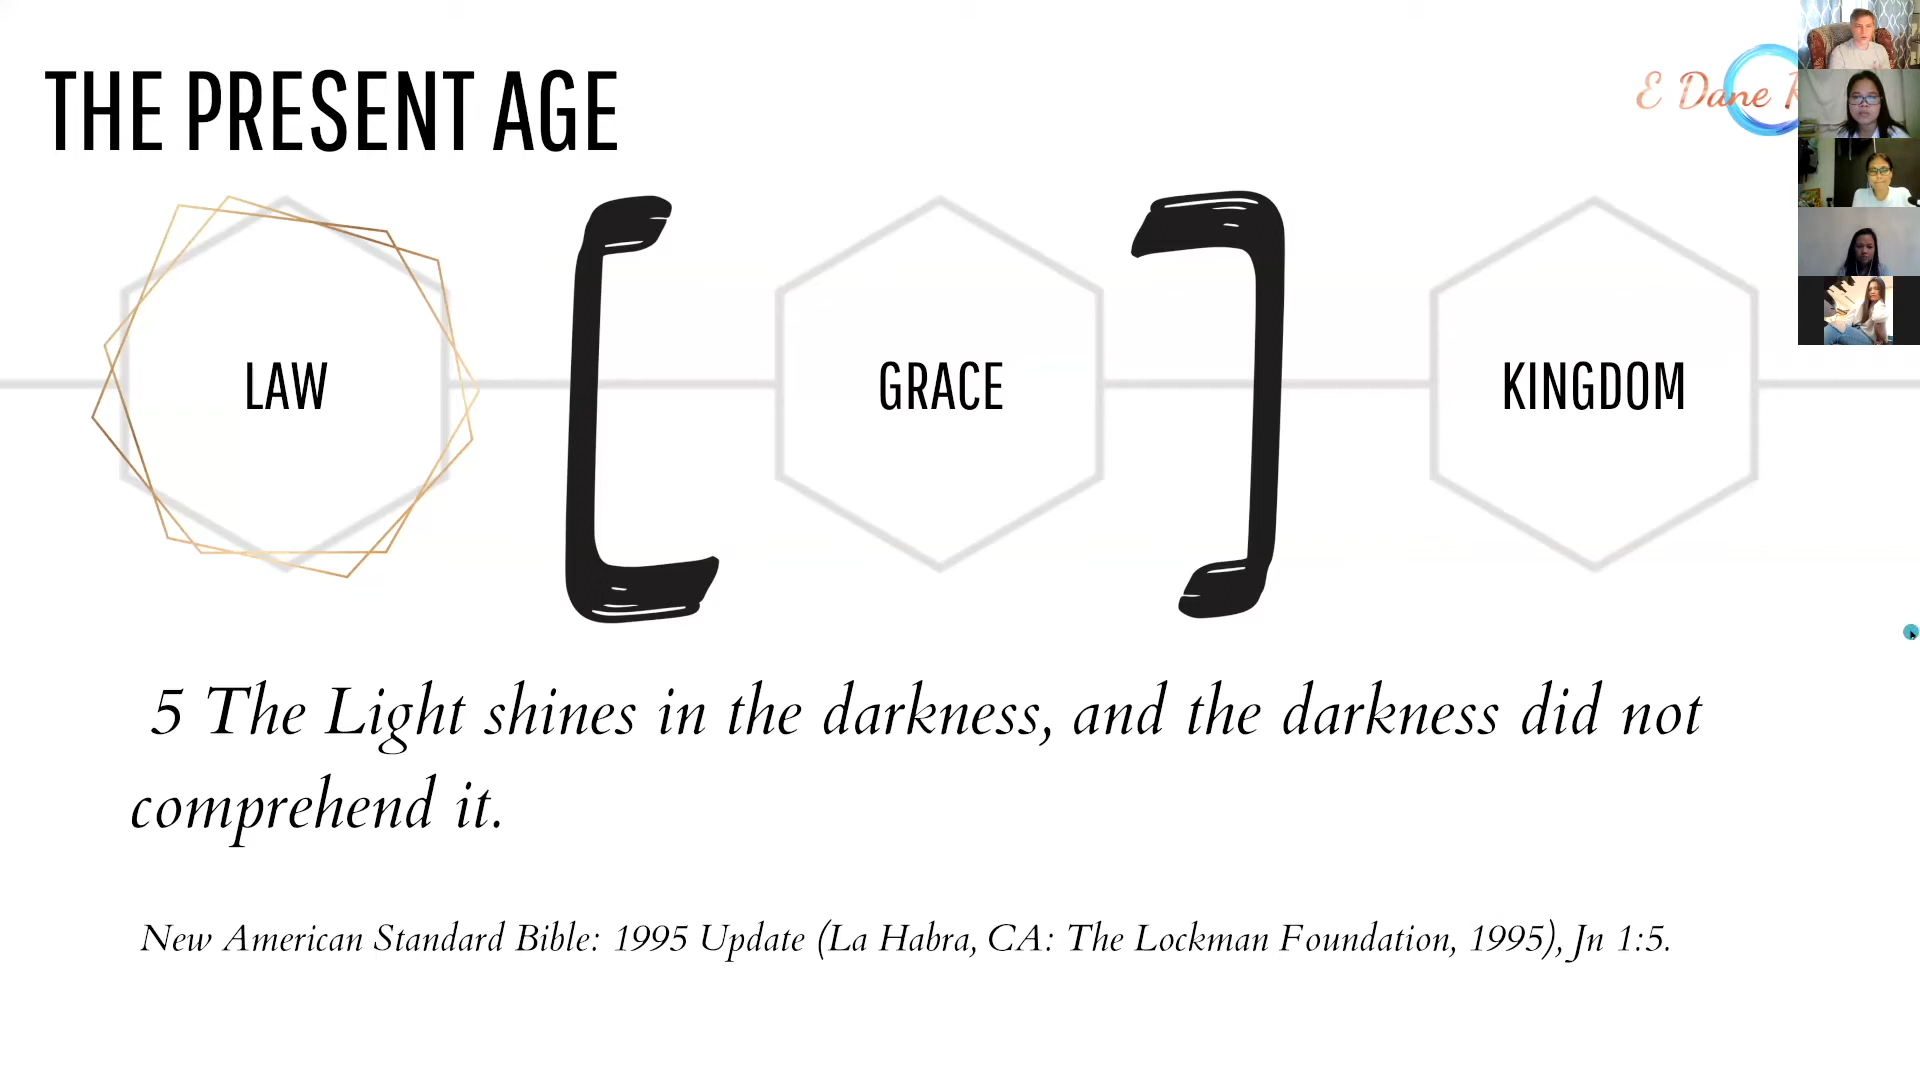 THE PRESENT AGE
E Dane
LAW
GRACE
KINGDOM
5 The Light shines in the darkness, and the darkness did not
comprehend it.
New American Standard Bible: 1995 Update (La Habra, CA: The Lockman Foundation, 1995), Jn 1:5.